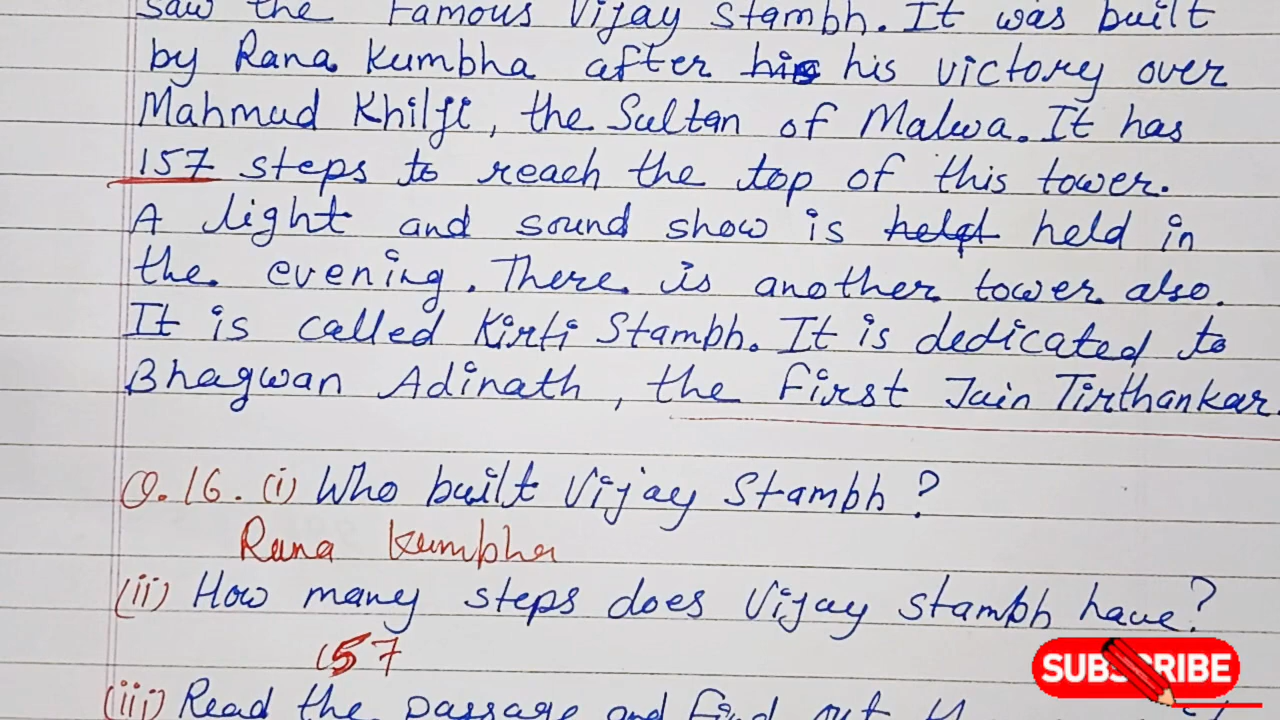 saw the Famous Vijay Stambh. It was built
by Rana Kumbha after his his victory over
Mahmud Khilji, the Sultan of Malwa. It has
157 steps to reach the top of this tower.
A light and sound show is helpt held in
the evening. There is another tower also.
It is called Kirti Stambh. It is dedicated to
Bhagwan Adinath, the First Jain Tirthankar.
Q.16. (i) Who built Vijay Stambh?
Rana Kumbha
(ii) How many steps does Vijay Stambh have?
157
(iii) Read the passage and find out
SUBSCRIBE